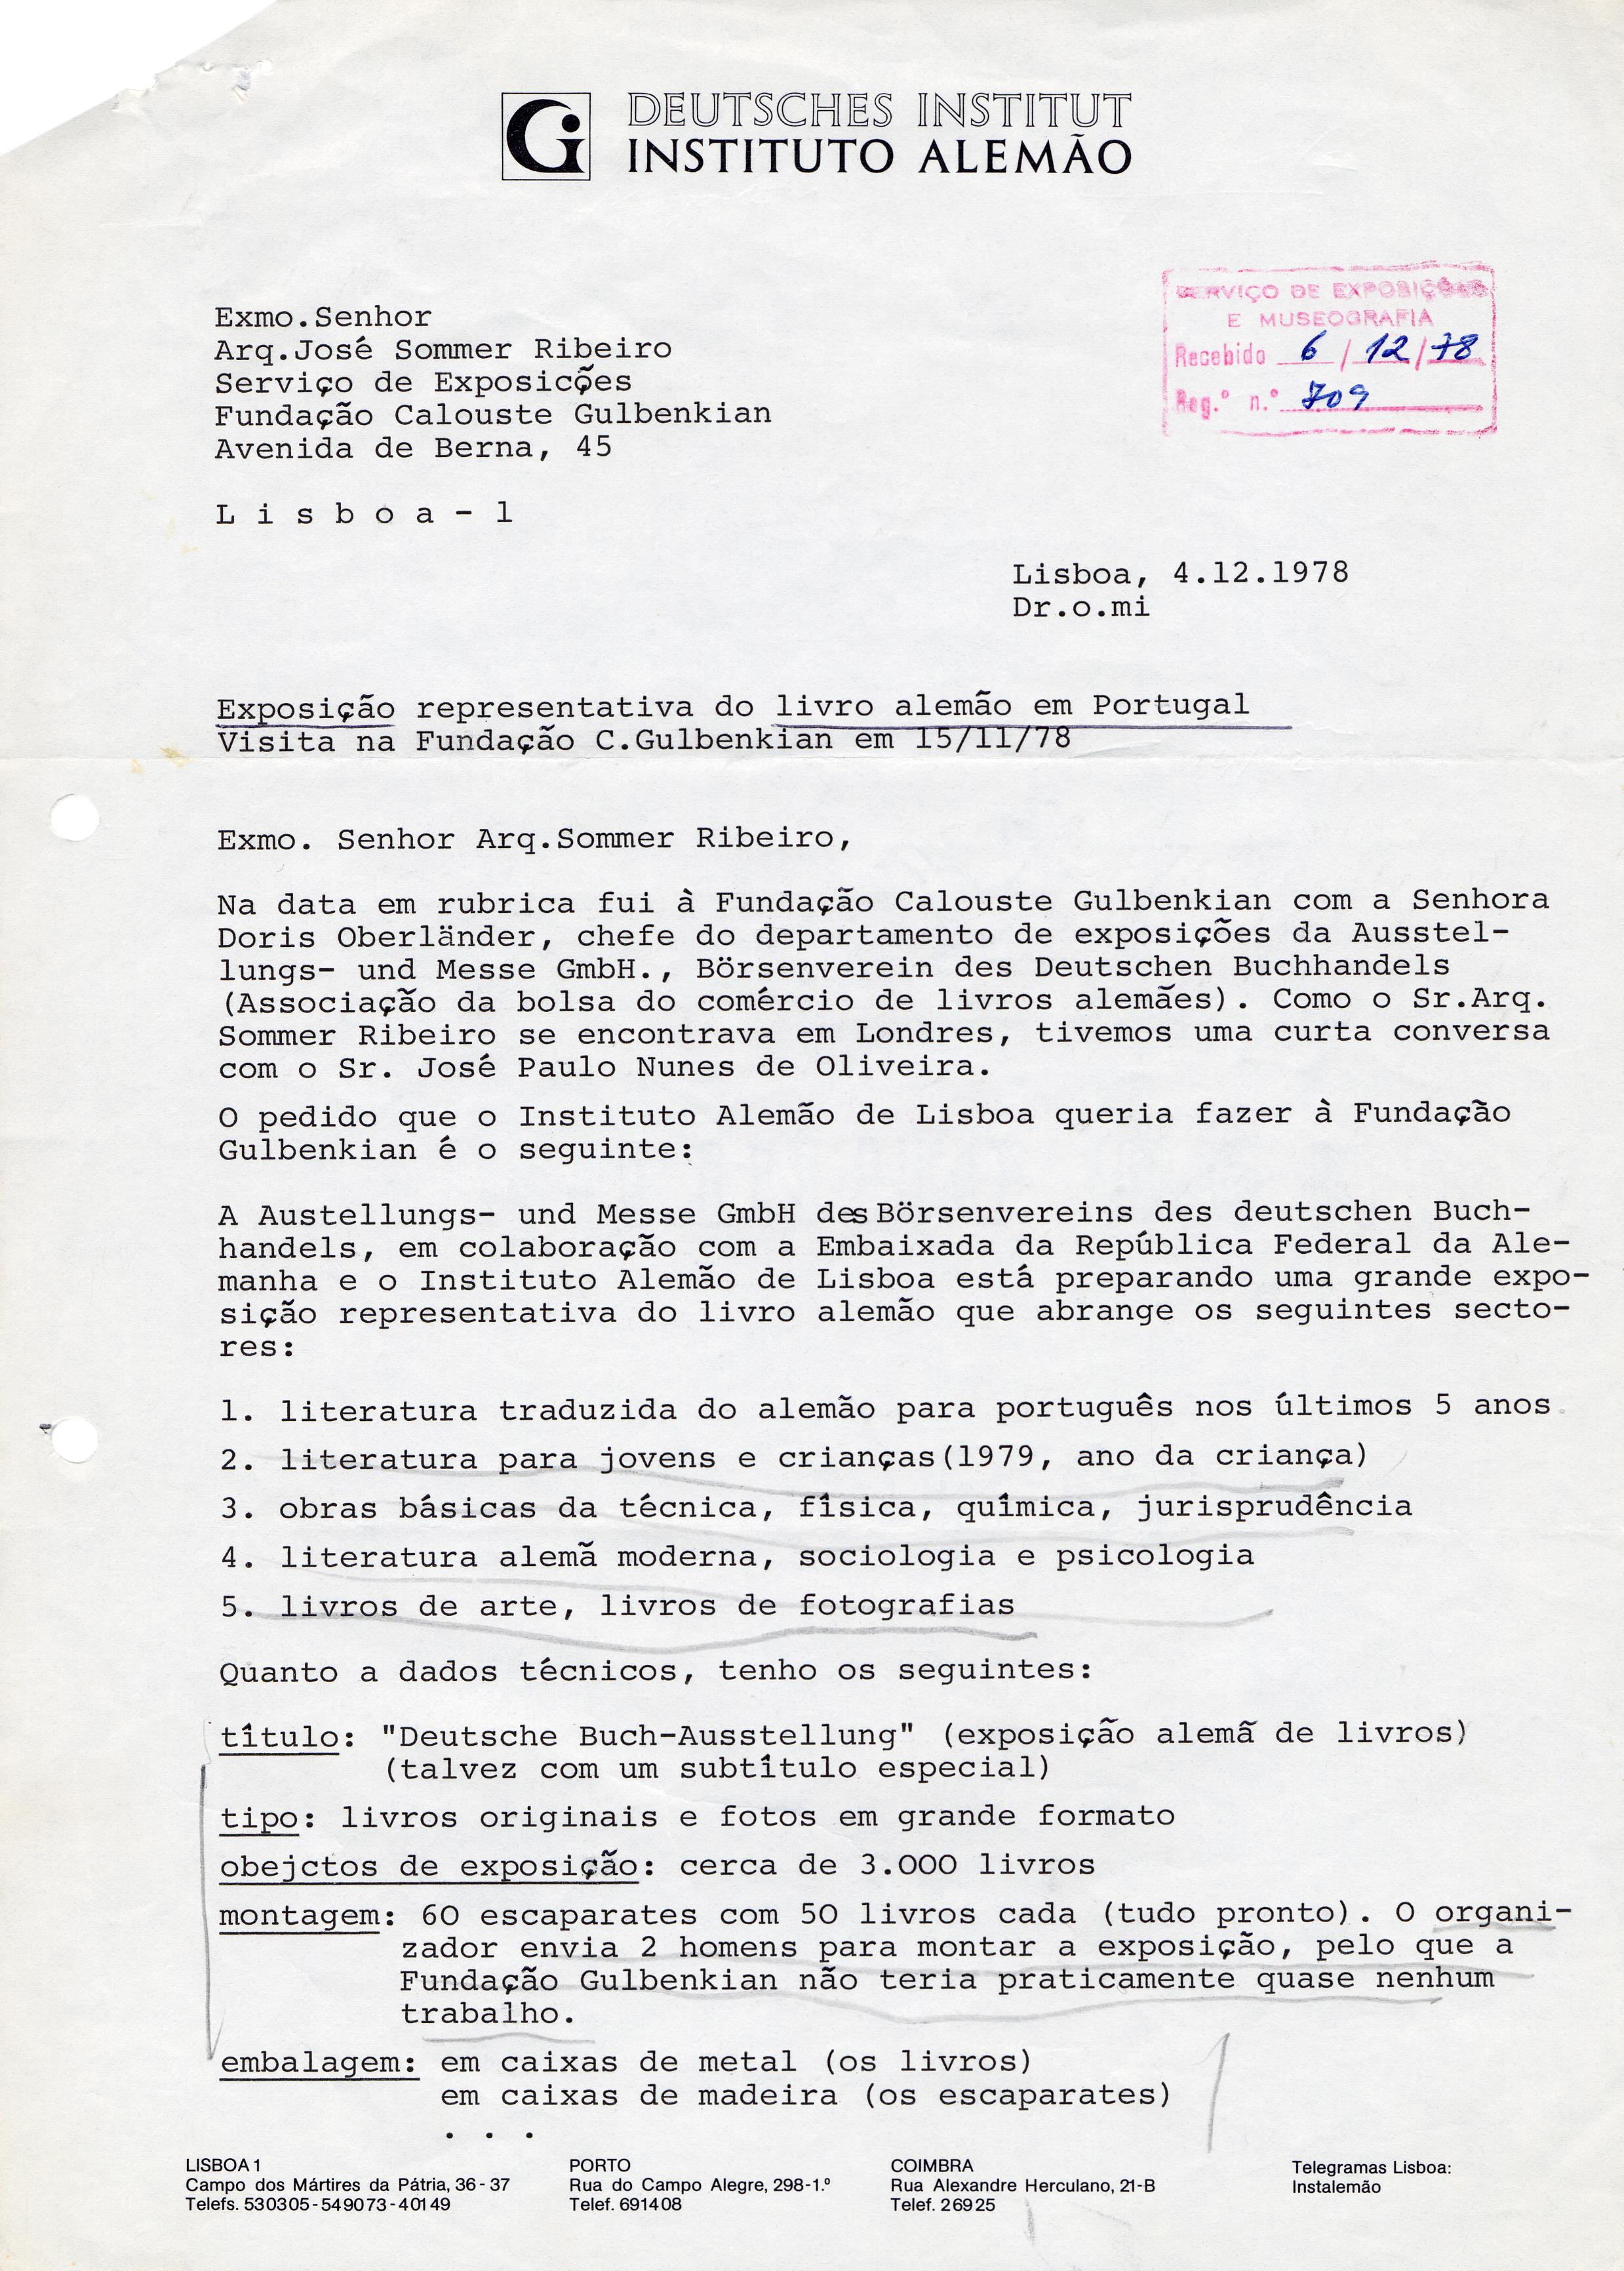 DEUTSCHES INSTITUT
INSTITUTO ALEMÃO
SERVIÇO DE EXPOSIÇÕES
E MUSEOGRAFIA
Recebido 6/12/78
Reg.º n.º 709
Exmo.Senhor
Arq.José Sommer Ribeiro
Serviço de Exposicões
Fundação Calouste Gulbenkian
Avenida de Berna, 45
L i s b o a - 1
Lisboa, 4.12.1978
Dr.o.mi
Exposição representativa do livro alemão em Portugal
Visita na Fundação C.Gulbenkian em 15/11/78
Exmo. Senhor Arq.Sommer Ribeiro,
Na data em rubrica fui à Fundação Calouste Gulbenkian com a Senhora
Doris Oberländer, chefe do departamento de exposições da Ausstel-
lungs- und Messe GmbH., Börsenverein des Deutschen Buchhandels
(Associação da bolsa do comércio de livros alemães). Como o Sr.Arq.
Sommer Ribeiro se encontrava em Londres, tivemos uma curta conversa
com o Sr. José Paulo Nunes de Oliveira.
O pedido que o Instituto Alemão de Lisboa queria fazer à Fundação
Gulbenkian é o seguinte:
A Austellungs- und Messe GmbH des Börsenvereins des deutschen Buch-
handels, em colaboração com a Embaixada da República Federal da Ale-
manha e o Instituto Alemão de Lisboa está preparando uma grande expo-
sição representativa do livro alemão que abrange os seguintes secto-
res:
1. literatura traduzida do alemão para português nos últimos 5 anos.
2. literatura para jovens e crianças(1979, ano da criança)
3. obras básicas da técnica, fîsica, quîmica, jurisprudência
4. literatura alemã moderna, sociologia e psicologia
5. livros de arte, livros de fotografias
Quanto a dados técnicos, tenho os seguintes:
tîtulo: "Deutsche Buch-Ausstellung" (exposição alemã de livros)
(talvez com um subtîtulo especial)
tipo: livros originais e fotos em grande formato
obejctos de exposição: cerca de 3.000 livros
montagem: 60 escaparates com 50 livros cada (tudo pronto). O organi-
zador envia 2 homens para montar a exposição, pelo que a
Fundação Gulbenkian não teria praticamente quase nenhum
trabalho.
embalagem: em caixas de metal (os livros)
em caixas de madeira (os escaparates)
. . .
LISBOA 1
Campo dos Mártires da Pátria, 36-37
Telefs. 530305-549073-40149
PORTO
Rua do Campo Alegre, 298-1.º
Telef. 691408
COIMBRA
Rua Alexandre Herculano, 21-B
Telef. 26925
Telegramas Lisboa:
Instalemão